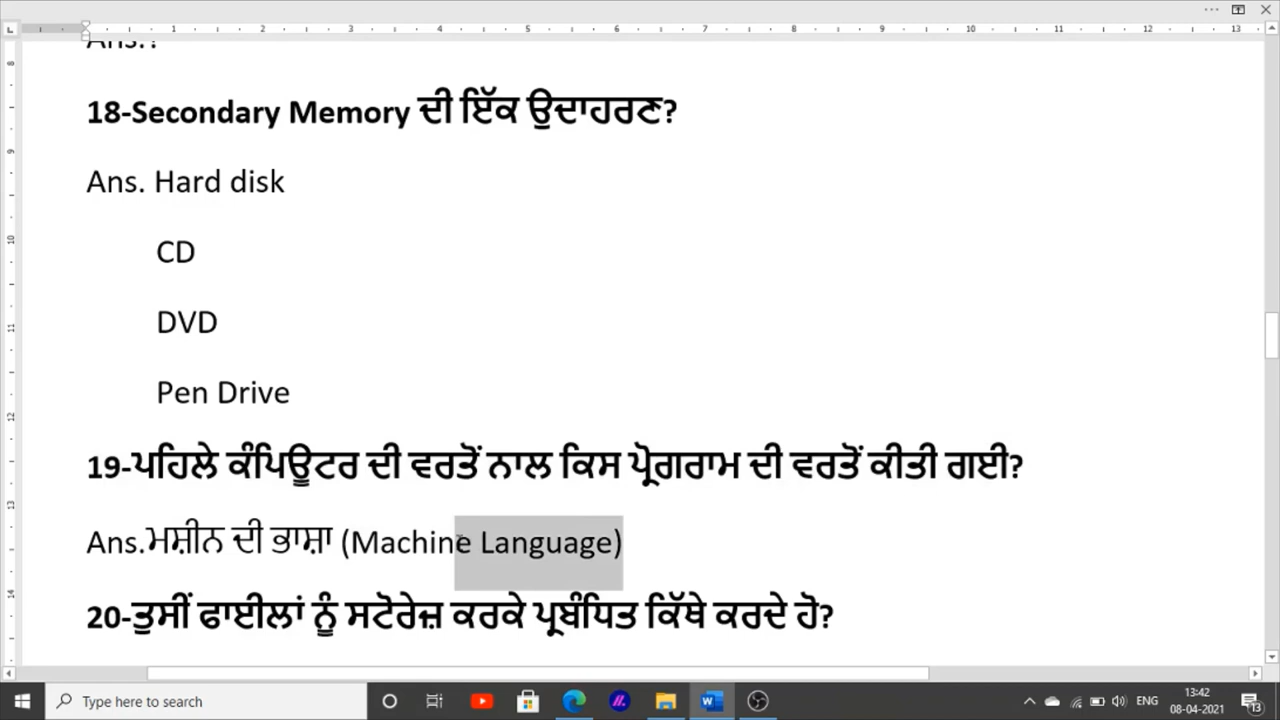 Ans.?
18-Secondary Memory ਦੀ ਇੱਕ ਉਦਾਹਰਣ?
Ans. Hard disk
CD
DVD
Pen Drive
19-ਪਹਿਲੇ ਕੰਪਿਊਟਰ ਦੀ ਵਰਤੋਂ ਨਾਲ ਕਿਸ ਪ੍ਰੋਗਰਾਮ ਦੀ ਵਰਤੋਂ ਕੀਤੀ ਗਈ?
Ans.ਮਸ਼ੀਨ ਦੀ ਭਾਸ਼ਾ (Machine Language)
20-ਤੁਸੀਂ ਫਾਈਲਾਂ ਨੂੰ ਸਟੋਰੇਜ਼ ਕਰਕੇ ਪ੍ਰਬੰਧਿਤ ਕਿੱਥੇ ਕਰਦੇ ਹੋ?
Type here to search
ENG
13:42
08-04-2021
13